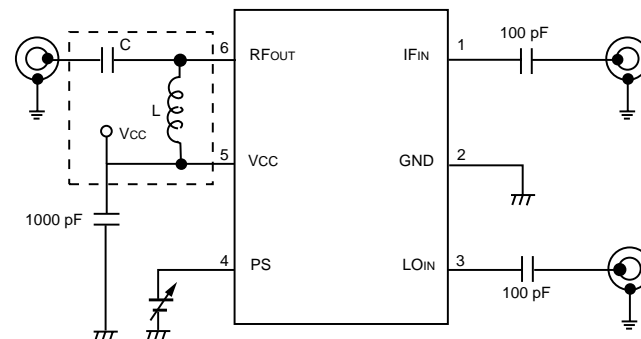 C
6
RFOUT
IFIN
1
100 pF
L
VCC
5
VCC
GND
2
1000 pF
4
PS
LOIN
3
100 pF